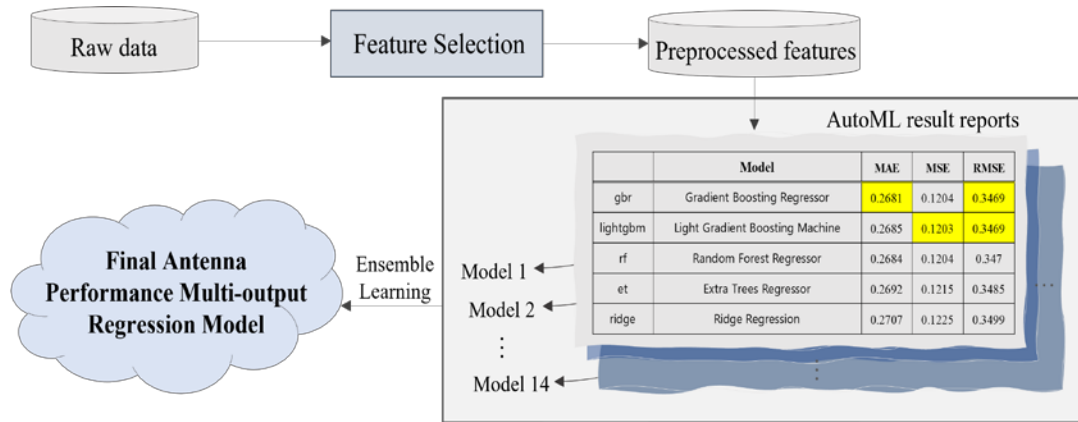 Raw data
Feature Selection
Preprocessed features
AutoML result reports
Model MAE MSE RMSE
gbr Gradient Boosting Regressor 0.2681 0.1204 0.3469
lightgbm Light Gradient Boosting Machine 0.2685 0.1203 0.3469
rf Random Forest Regressor 0.2684 0.1204 0.347
et Extra Trees Regressor 0.2692 0.1215 0.3485
ridge Ridge Regression 0.2707 0.1225 0.3499
...
⋮
Model 1
Model 2
⋮
Model 14
Ensemble
Learning
Final Antenna
Performance Multi-output
Regression Model